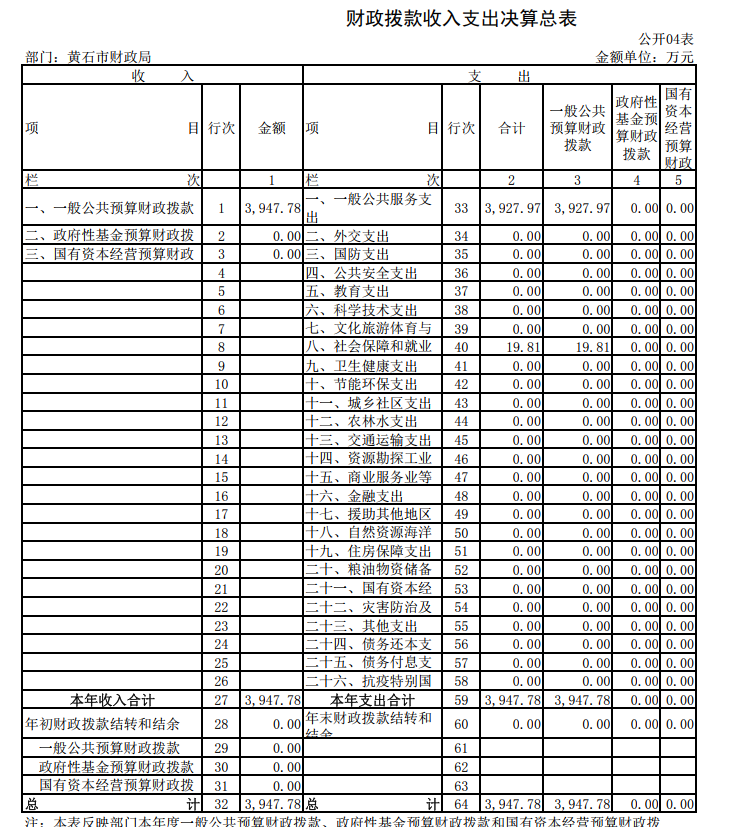 财政拨款收入支出决算总表
公开04表
部门：黄石市财政局 金额单位：万元
收 入 支 出
项 目 行次 金额 项 目 行次 合计 一般公共预算财政拨款 政府性基金预算财政拨款 国有资本经营预算财政
栏 次 1 栏 次 2 3 4 5
一、一般公共预算财政拨款 1 3,947.78 一、一般公共服务支出 33 3,927.97 3,927.97 0.00 0.00
二、政府性基金预算财政拨 2 0.00 二、外交支出 34 0.00 0.00 0.00 0.00
三、国有资本经营预算财政 3 0.00 三、国防支出 35 0.00 0.00 0.00 0.00
4 四、公共安全支出 36 0.00 0.00 0.00 0.00
5 五、教育支出 37 0.00 0.00 0.00 0.00
6 六、科学技术支出 38 0.00 0.00 0.00 0.00
7 七、文化旅游体育与 39 0.00 0.00 0.00 0.00
8 八、社会保障和就业 40 19.81 19.81 0.00 0.00
9 九、卫生健康支出 41 0.00 0.00 0.00 0.00
10 十、节能环保支出 42 0.00 0.00 0.00 0.00
11 十一、城乡社区支出 43 0.00 0.00 0.00 0.00
12 十二、农林水支出 44 0.00 0.00 0.00 0.00
13 十三、交通运输支出 45 0.00 0.00 0.00 0.00
14 十四、资源勘探工业 46 0.00 0.00 0.00 0.00
15 十五、商业服务业等 47 0.00 0.00 0.00 0.00
16 十六、金融支出 48 0.00 0.00 0.00 0.00
17 十七、援助其他地区 49 0.00 0.00 0.00 0.00
18 十八、自然资源海洋 50 0.00 0.00 0.00 0.00
19 十九、住房保障支出 51 0.00 0.00 0.00 0.00
20 二十、粮油物资储备 52 0.00 0.00 0.00 0.00
21 二十一、国有资本经 53 0.00 0.00 0.00 0.00
22 二十二、灾害防治及 54 0.00 0.00 0.00 0.00
23 二十三、其他支出 55 0.00 0.00 0.00 0.00
24 二十四、债务还本支 56 0.00 0.00 0.00 0.00
25 二十五、债务付息支 57 0.00 0.00 0.00 0.00
26 二十六、抗疫特别国 58 0.00 0.00 0.00 0.00
本年收入合计 27 3,947.78 本年支出合计 59 3,947.78 3,947.78 0.00 0.00
年初财政拨款结转和结余 28 0.00 年末财政拨款结转和结余 60 0.00 0.00 0.00 0.00
一般公共预算财政拨款 29 0.00 61
政府性基金预算财政拨款 30 0.00 62
国有资本经营预算财政拨 31 0.00 63
总 计 32 3,947.78 总 计 64 3,947.78 3,947.78 0.00 0.00
注：本表反映部门本年度一般公共预算财政拨款、政府性基金预算财政拨款和国有资本经营预算财政拨